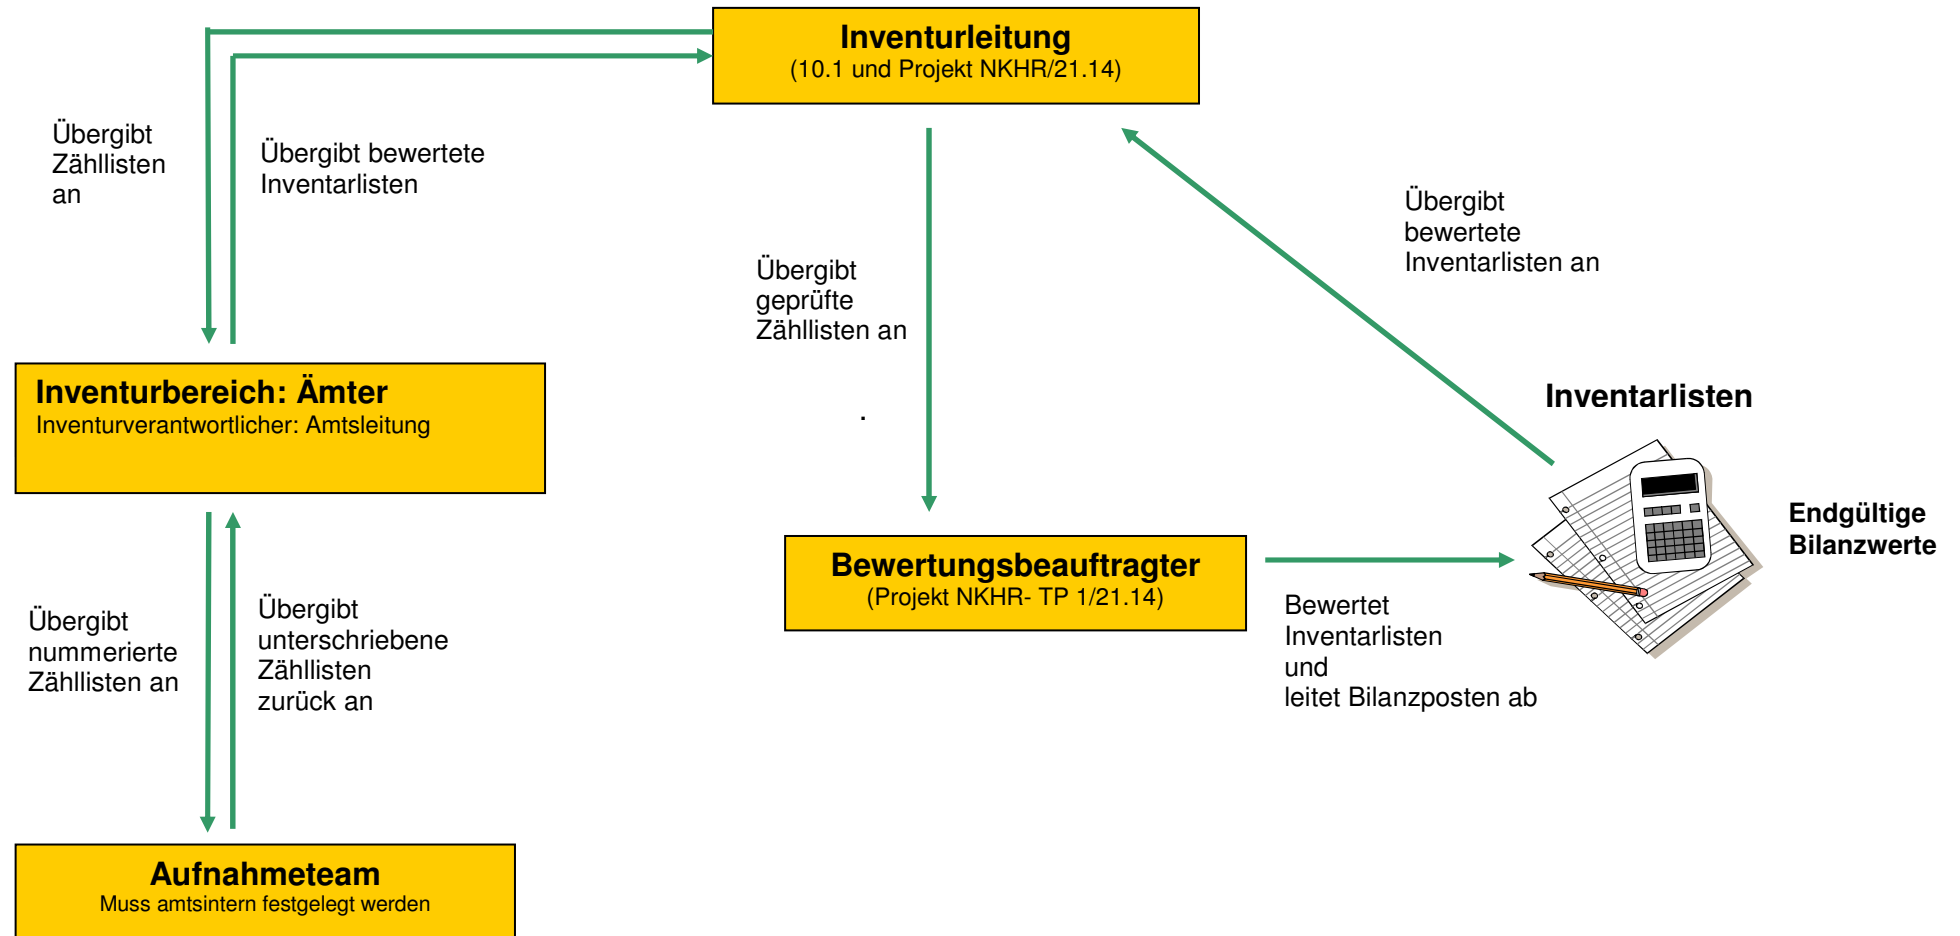 Inventurleitung
(10.1 und Projekt NKHR/21.14)
Übergibt
Zähllisten
an
Übergibt bewertete
Inventarlisten
Übergibt
geprüfte
Zähllisten an
Übergibt
bewertete
Inventarlisten an
Inventurbereich: Ämter
Inventurverantwortlicher: Amtsleitung
.
Inventarlisten
Endgültige
Bilanzwerte
Bewertungsbeauftragter
(Projekt NKHR- TP 1/21.14)
Bewertet
Inventarlisten
und
leitet Bilanzposten ab
Übergibt
nummerierte
Zähllisten an
Übergibt
unterschriebene
Zähllisten
zurück an
Aufnahmeteam
Muss amtsintern festgelegt werden